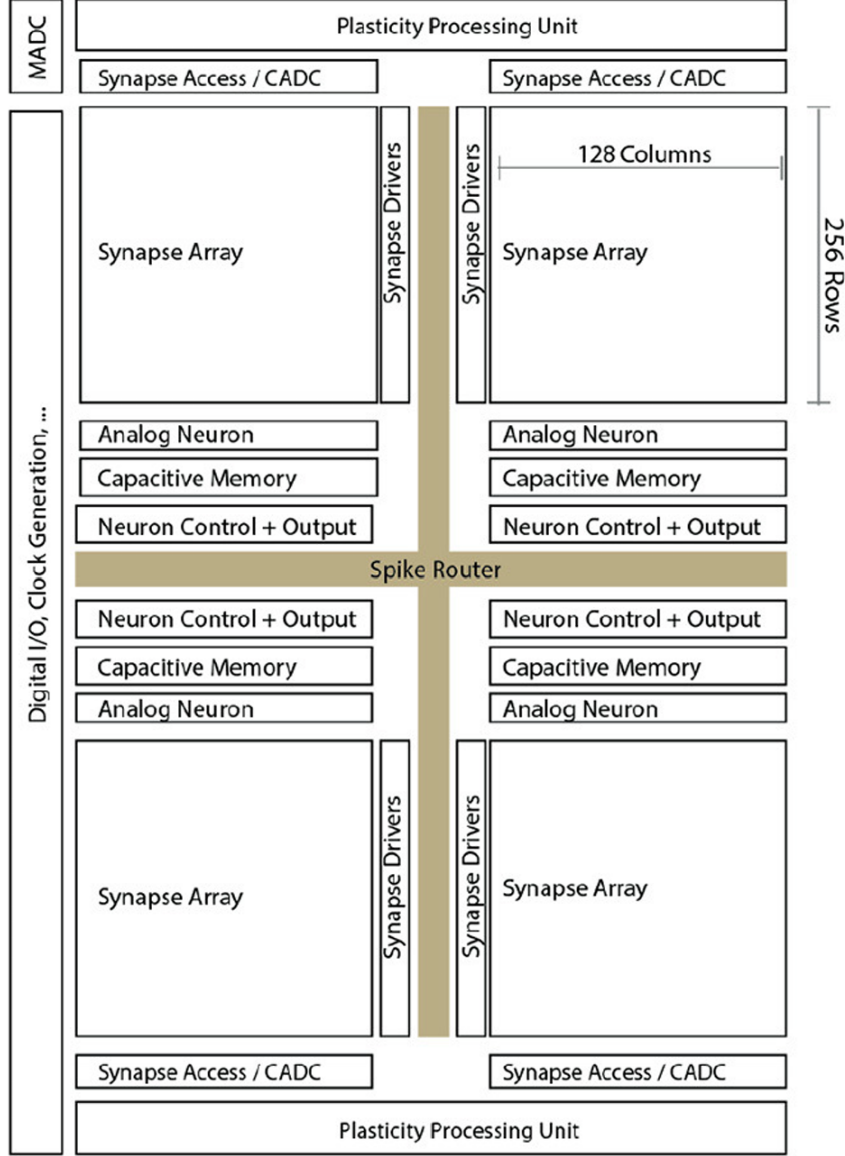 MADC
Plasticity Processing Unit
Synapse Access / CADC
Synapse Access / CADC
Synapse Array
Synapse Drivers
Synapse Drivers
128 Columns
Synapse Array
256 Rows
Digital I/O, Clock Generation, ...
Analog Neuron
Analog Neuron
Capacitive Memory
Capacitive Memory
Neuron Control + Output
Neuron Control + Output
Spike Router
Neuron Control + Output
Neuron Control + Output
Capacitive Memory
Capacitive Memory
Analog Neuron
Analog Neuron
Synapse Array
Synapse Drivers
Synapse Drivers
Synapse Array
Synapse Access / CADC
Synapse Access / CADC
Plasticity Processing Unit